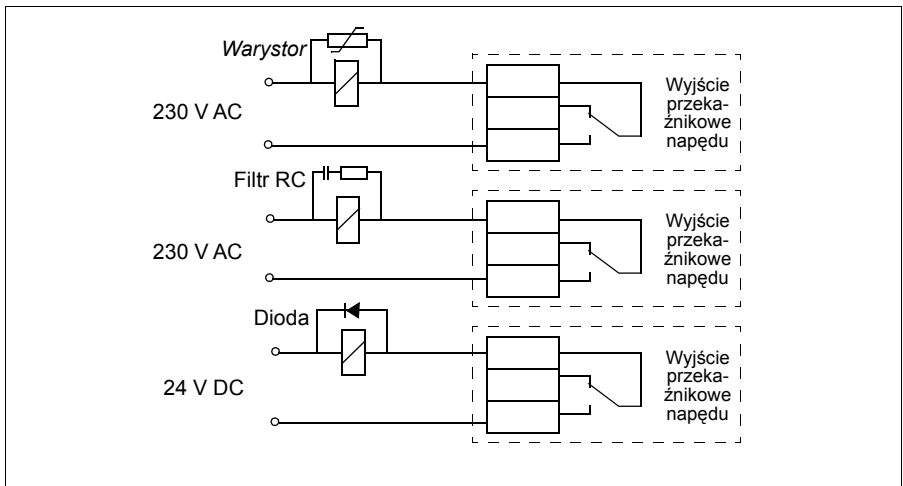 Warystor
230 V AC
Wyjście
przeka-
źnikowe
napędu
Filtr RC
230 V AC
Wyjście
przeka-
źnikowe
napędu
Dioda
24 V DC
Wyjście
przeka-
źnikowe
napędu